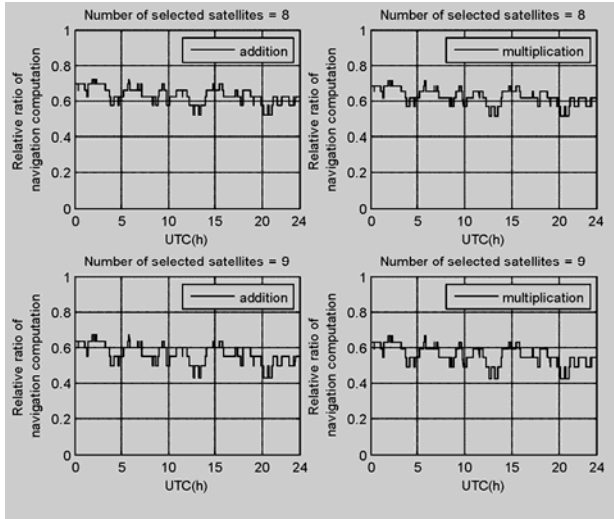 Number of selected satellites = 8
Relative ratio of
navigation computation
1
0.8
0.6
0.4
0.2
0
addition
0
5
10
15
20
24
UTC(h)
Number of selected satellites = 8
Relative ratio of
navigation computation
1
0.8
0.6
0.4
0.2
0
multiplication
0
5
10
15
20
24
UTC(h)
Number of selected satellites = 9
Relative ratio of
navigation computation
1
0.8
0.6
0.4
0.2
0
addition
0
5
10
15
20
24
UTC(h)
Number of selected satellites = 9
Relative ratio of
navigation computation
1
0.8
0.6
0.4
0.2
0
multiplication
0
5
10
15
20
24
UTC(h)